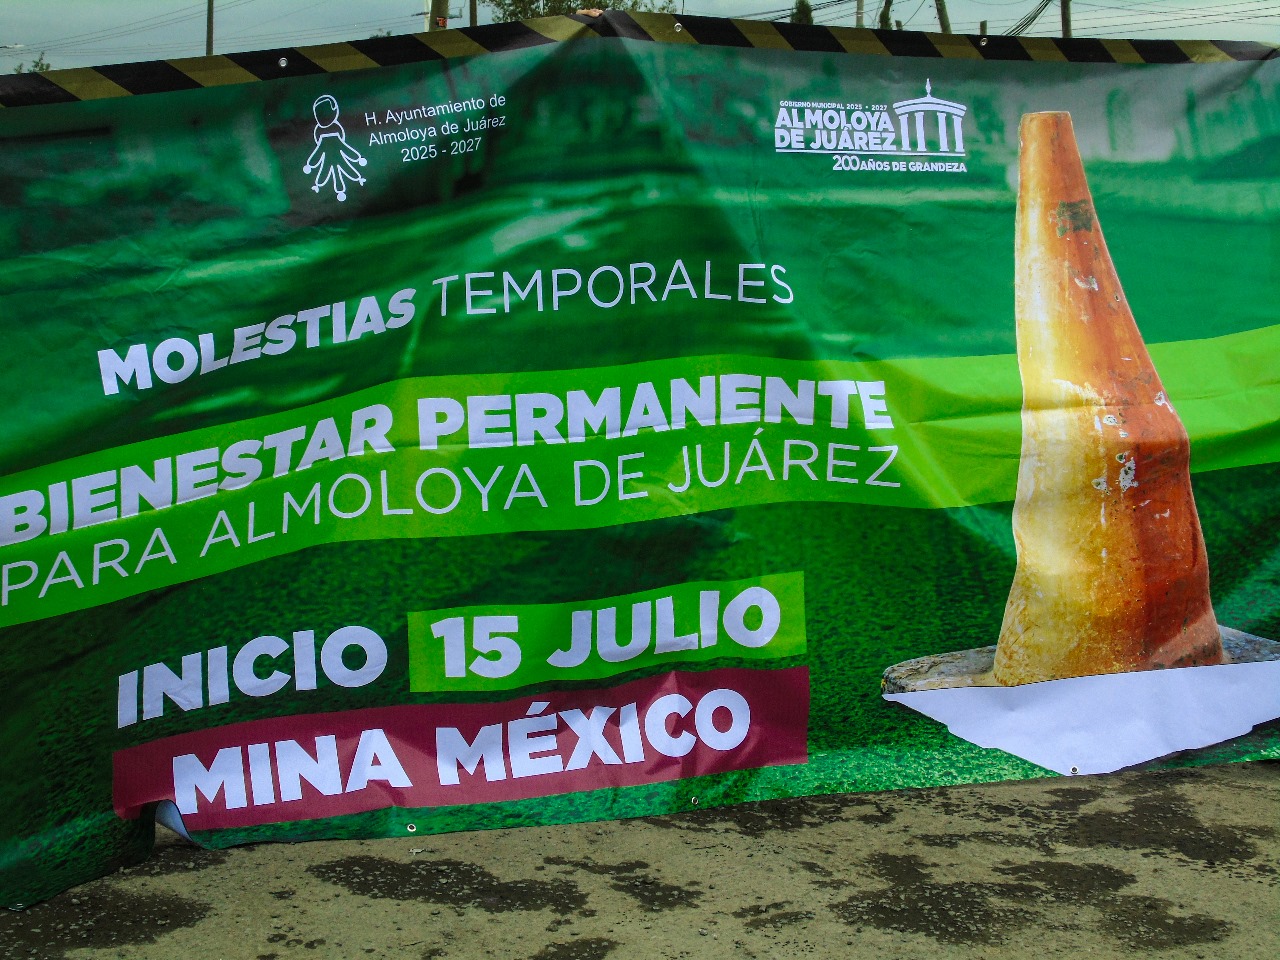 H. Ayuntamiento de
Almoloya de Juárez
2025 - 2027
GOBIERNO MUNICIPAL 2025 - 2027
ALMOLOYA
DE JUÁREZ
200 AÑOS DE GRANDEZA
MOLESTIAS TEMPORALES
BIENESTAR PERMANENTE
PARA ALMOLOYA DE JUÁREZ
INICIO 15 JULIO
MINA MÉXICO